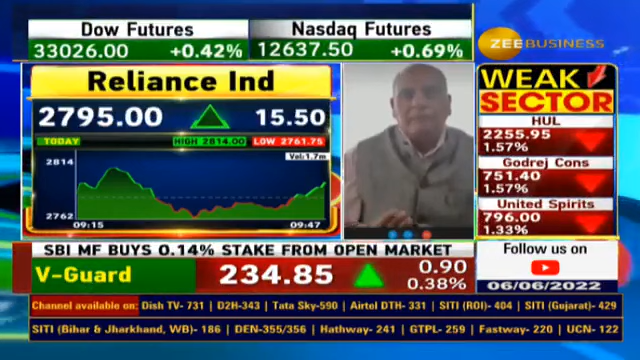 Dow Futures
33026.00 +0.42%
Nasdaq Futures
12637.50 +0.69%
ZEE BUSINESS
Reliance Ind
2795.00 15.50
TODAY HIGH 2814.00 LOW 2761.75
Vol:1.7m
2814
2762
09:15 09:47
WEAK
SECTOR
HUL
2255.95
1.57%
Godrej Cons
751.40
1.57%
United Spirits
796.00
1.33%
SBI MF BUYS 0.14% STAKE FROM OPEN MARKET
V-Guard 234.85 0.90
0.38%
Follow us on
06/06/2022
Channel available on: Dish TV- 731 | D2H-343 | Tata Sky-590 | Airtel DTH- 331 | SITI (ROI)- 404 | SITI (Gujarat)- 429
SITI (Bihar & Jharkhand, WB)- 186 | DEN-355/356 | Hathway- 241 | GTPL- 259 | Fastway- 220 | UCN- 122